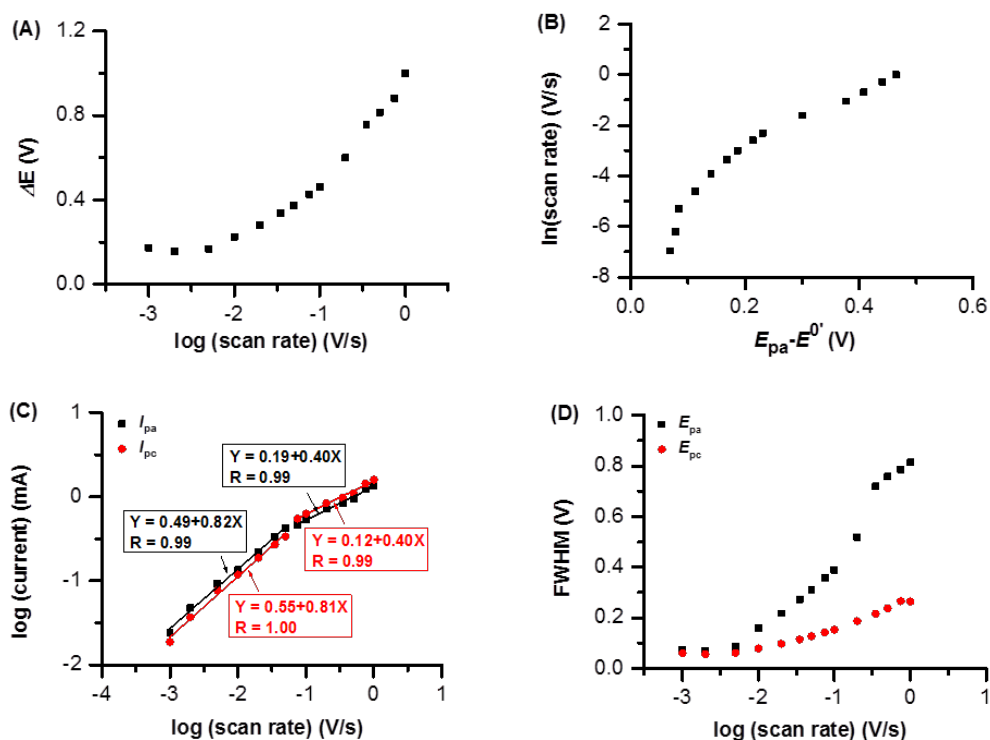 (A)
1.2
0.8
0.4
0.0
ΔE (V)
-3
-2
-1
0
log (scan rate) (V/s)
(B)
2
0
-2
-4
-6
-8
ln(scan rate) (V/s)
0.0
0.2
0.4
0.6
Epa-E0' (V)
(C)
Ipa
Ipc
1
0
-1
-2
log (current) (mA)
Y = 0.19+0.40X
R = 0.99
Y = 0.49+0.82X
R = 0.99
Y = 0.12+0.40X
R = 0.99
Y = 0.55+0.81X
R = 1.00
-4
-3
-2
-1
0
1
log (scan rate) (V/s)
(D)
Epa
Epc
1.0
0.8
0.6
0.4
0.2
0.0
FWHM (V)
-3
-2
-1
0
1
log (scan rate) (V/s)